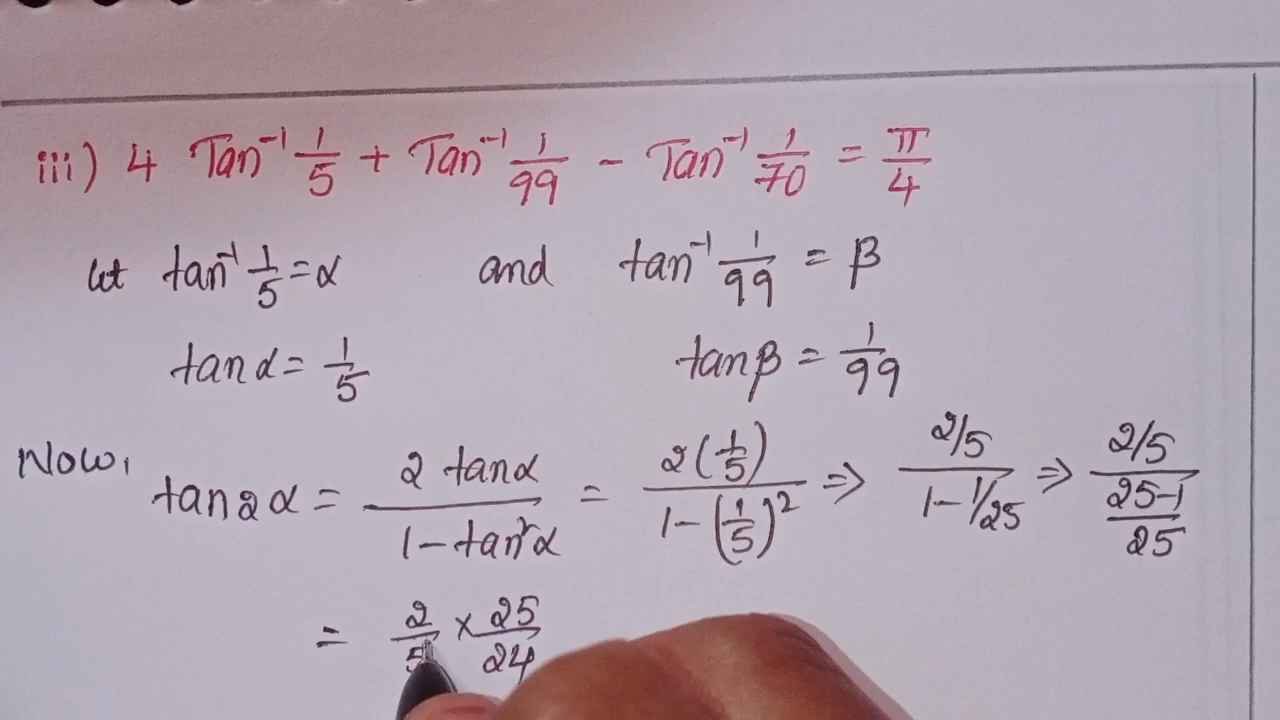 iii) 4 Tan⁻¹ 1/5 + Tan⁻¹ 1/99 - Tan⁻¹ 1/70 = π/4
let tan⁻¹ 1/5 = α and tan⁻¹ 1/99 = β
tan α = 1/5 tan β = 1/99
Now, tan 2α = 2 tan α / (1 - tan² α) = 2(1/5) / (1 - (1/5)²) ⇒ (2/5) / (1 - 1/25) ⇒ (2/5) / ((25-1)/25)
= 2/5 × 25/24